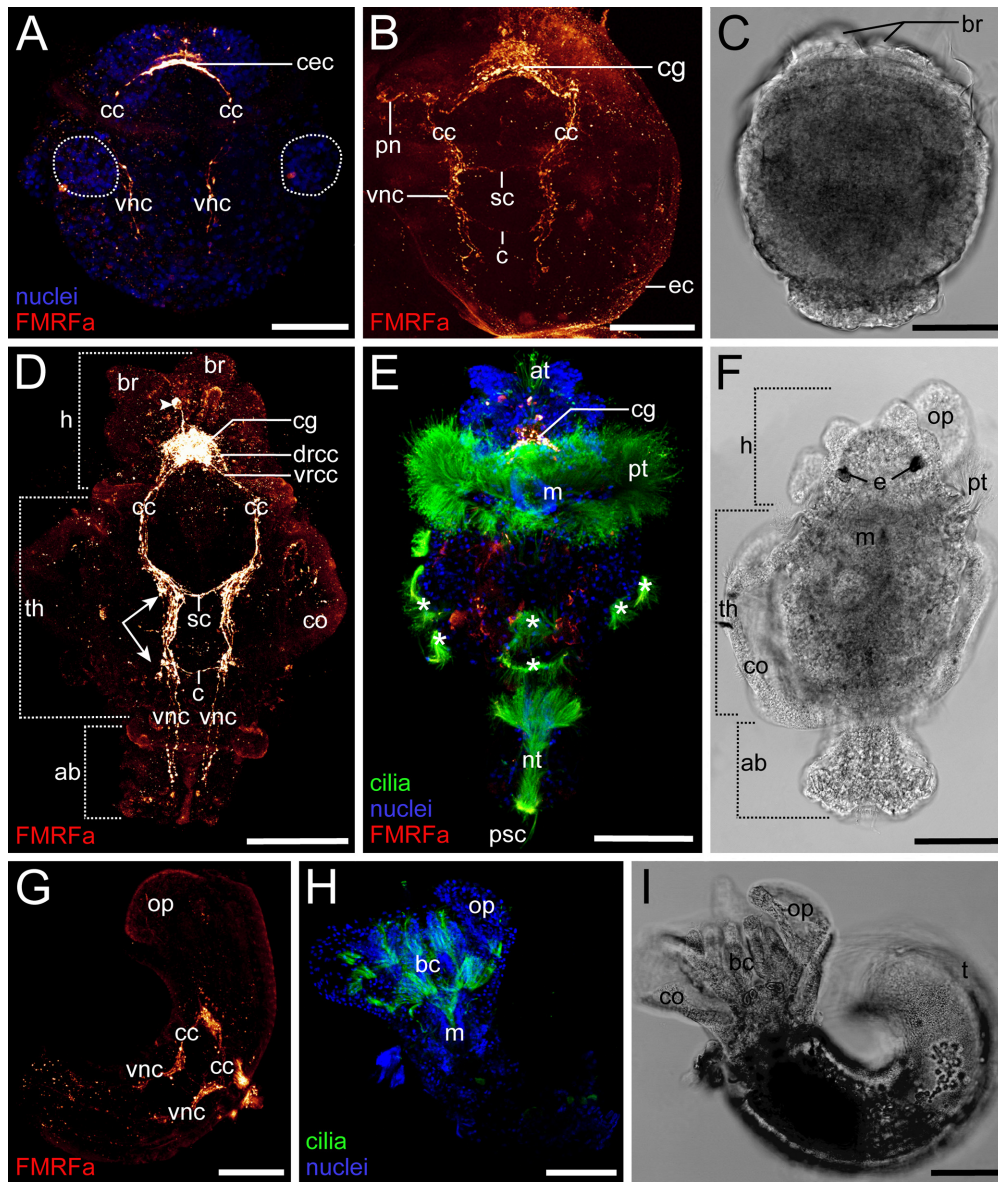 A
cec
cc cc
vnc vnc
nuclei
FMRFa
B
cg
cc cc
pn
sc
vnc
c
ec
FMRFa
C
br
D
br br
h
cg
drcc
vrcc
cc cc
th
sc
co
c
vnc vnc
ab
FMRFa
E
at
cg
pt
m
*
* *
* *
*
nt
cilia
nuclei
FMRFa
psc
F
h
op
e
pt
m
th
co
ab
G
op
cc
cc
vnc
vnc
FMRFa
H
op
bc
m
cilia
nuclei
I
op
t
bc
co